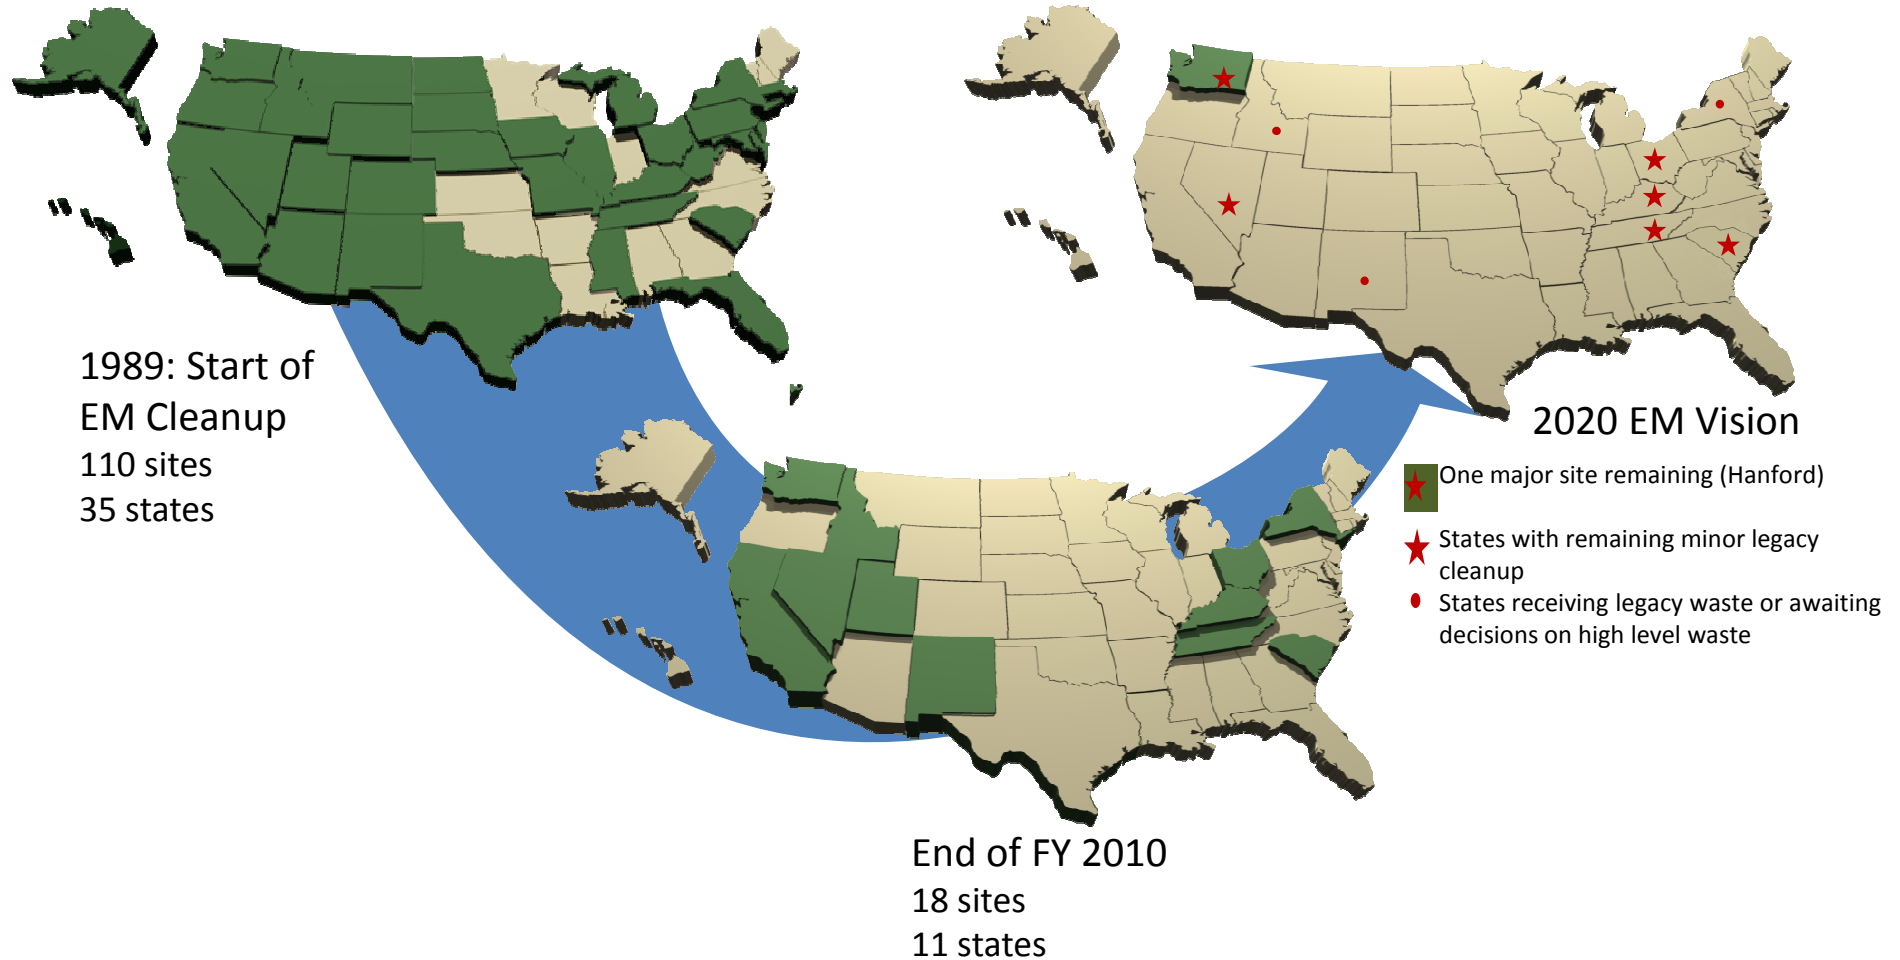 1989: Start of
EM Cleanup
110 sites
35 states
2020 EM Vision
One major site remaining (Hanford)
States with remaining minor legacy
cleanup
States receiving legacy waste or awaiting
decisions on high level waste
End of FY 2010
18 sites
11 states